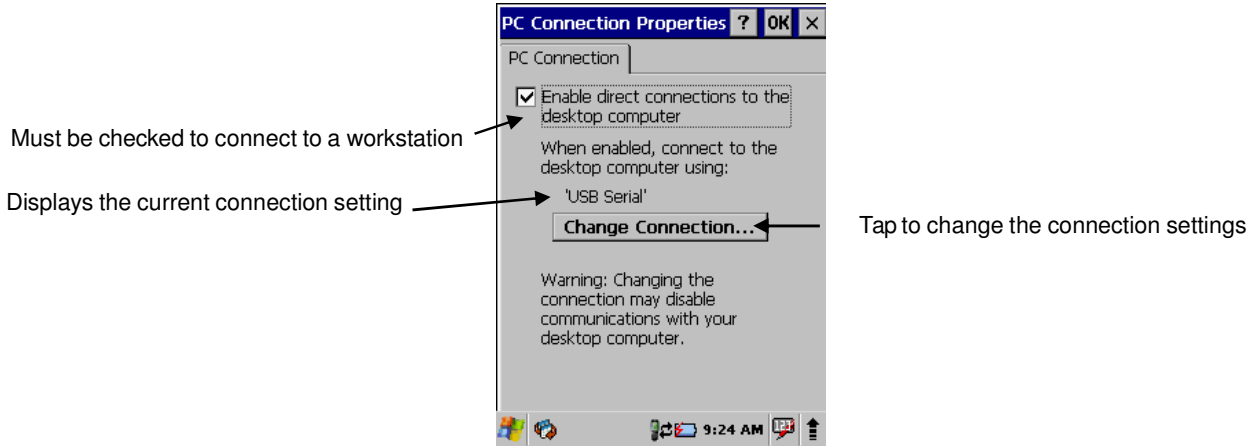 PC Connection Properties ? OK ×
PC Connection
Enable direct connections to the
desktop computer
Must be checked to connect to a workstation
When enabled, connect to the
desktop computer using:
Displays the current connection setting
'USB Serial'
Change Connection...
Tap to change the connection settings
Warning: Changing the
connection may disable
communications with your
desktop computer.
9:24 AM